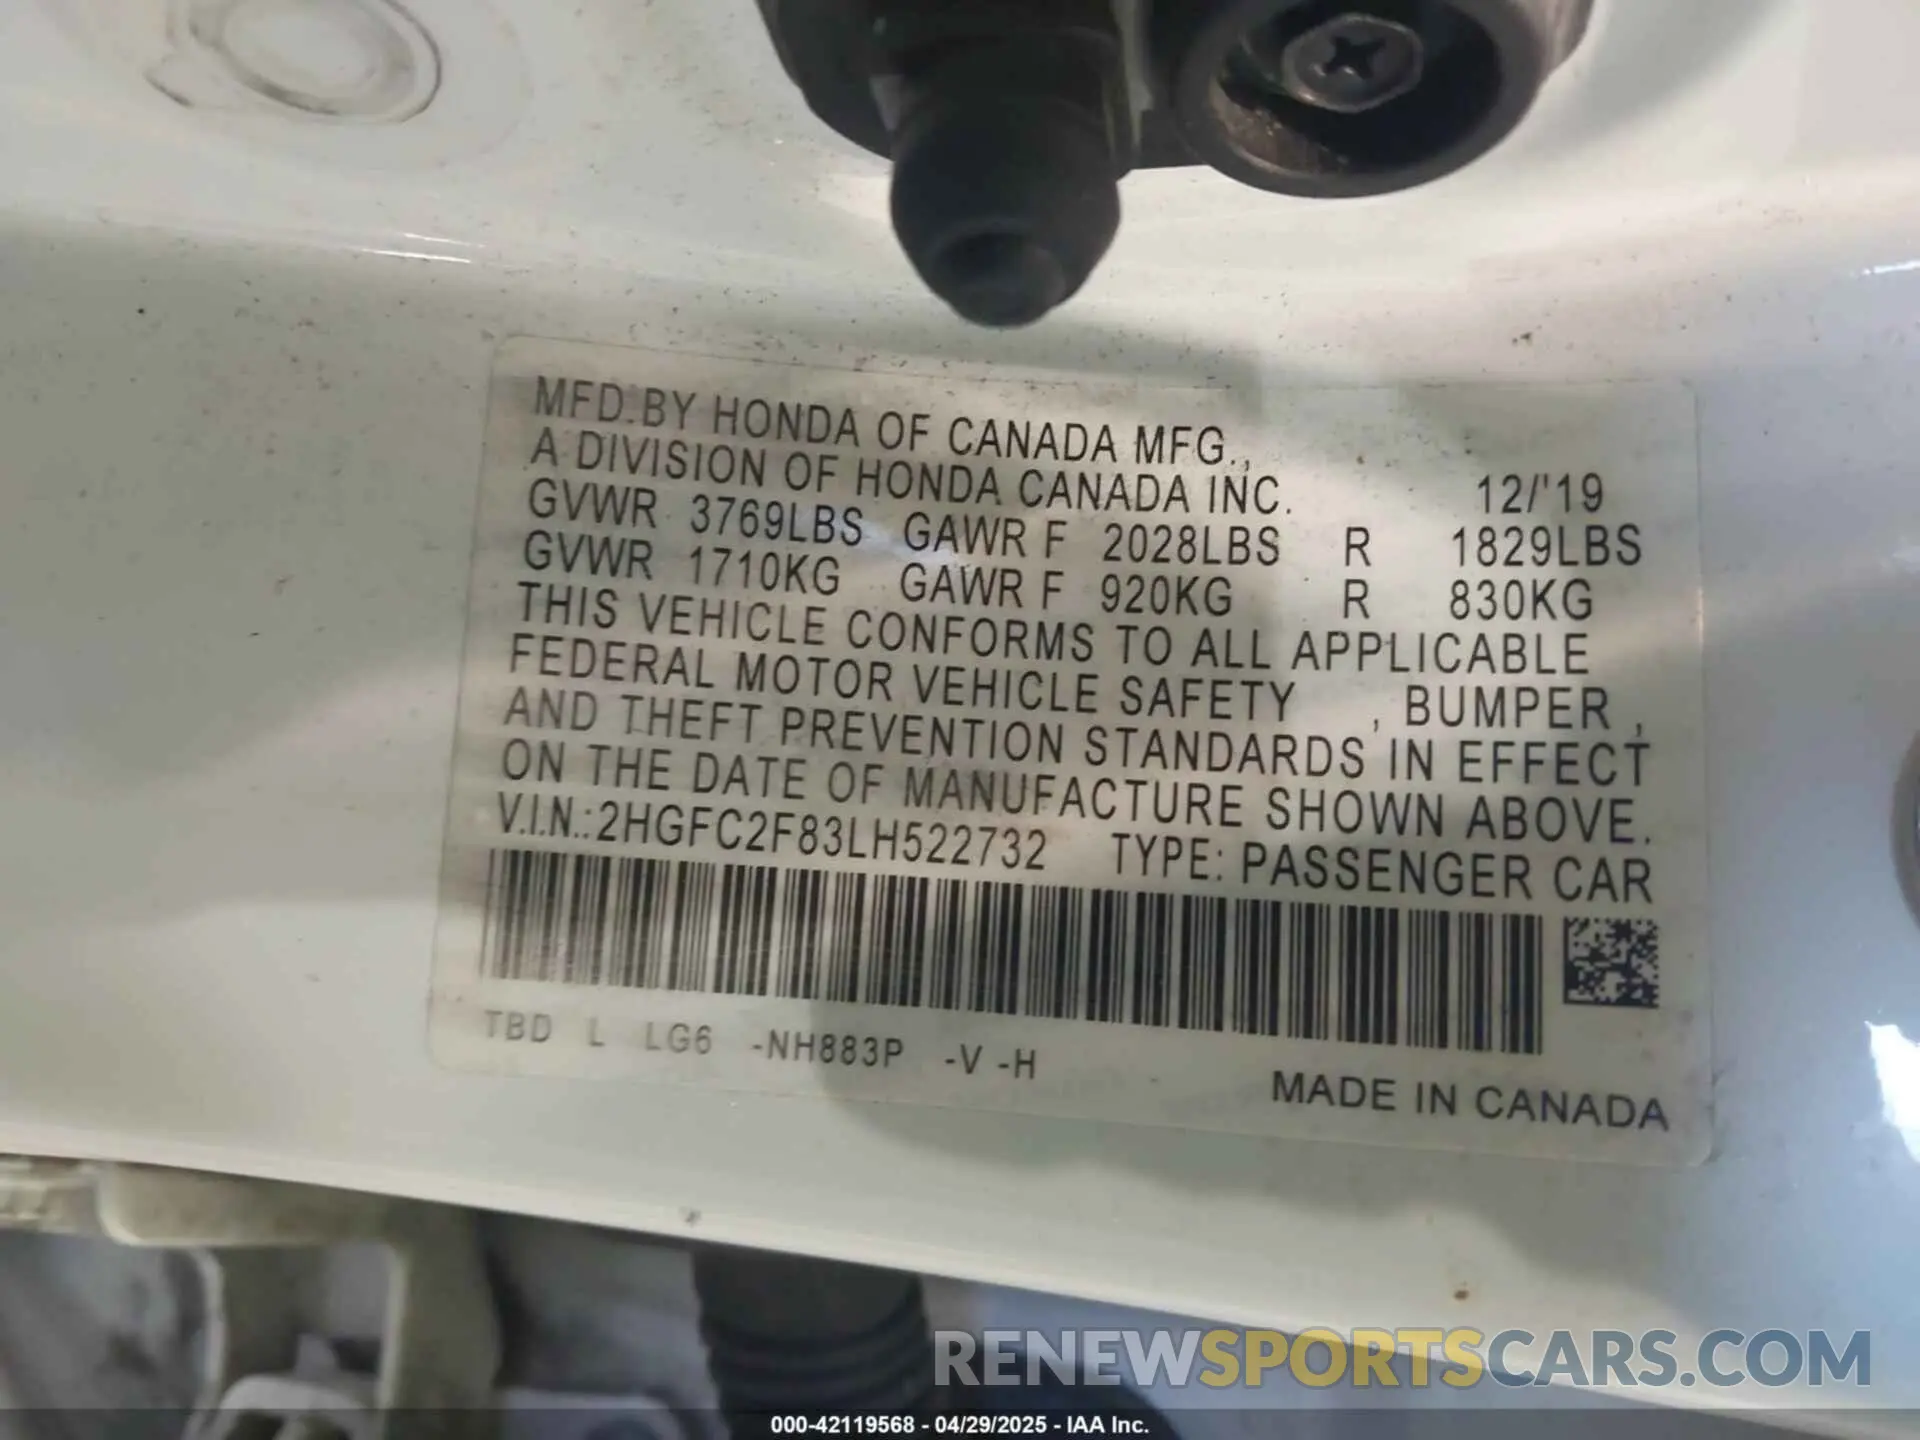 MFD.BY HONDA OF CANADA MFG.,
A DIVISION OF HONDA CANADA INC. 12/'19
GVWR 3769LBS GAWR F 2028LBS R 1829LBS
GVWR 1710KG GAWR F 920KG R 830KG
THIS VEHICLE CONFORMS TO ALL APPLICABLE
FEDERAL MOTOR VEHICLE SAFETY , BUMPER ,
AND THEFT PREVENTION STANDARDS IN EFFECT
ON THE DATE OF MANUFACTURE SHOWN ABOVE.
V.I.N.:2HGFC2F83LH522732 TYPE: PASSENGER CAR
TBD L LG6 -NH883P -V -H
MADE IN CANADA
RENEWSPORTSCARS.COM
000-42119568 - 04/29/2025 - IAA Inc.